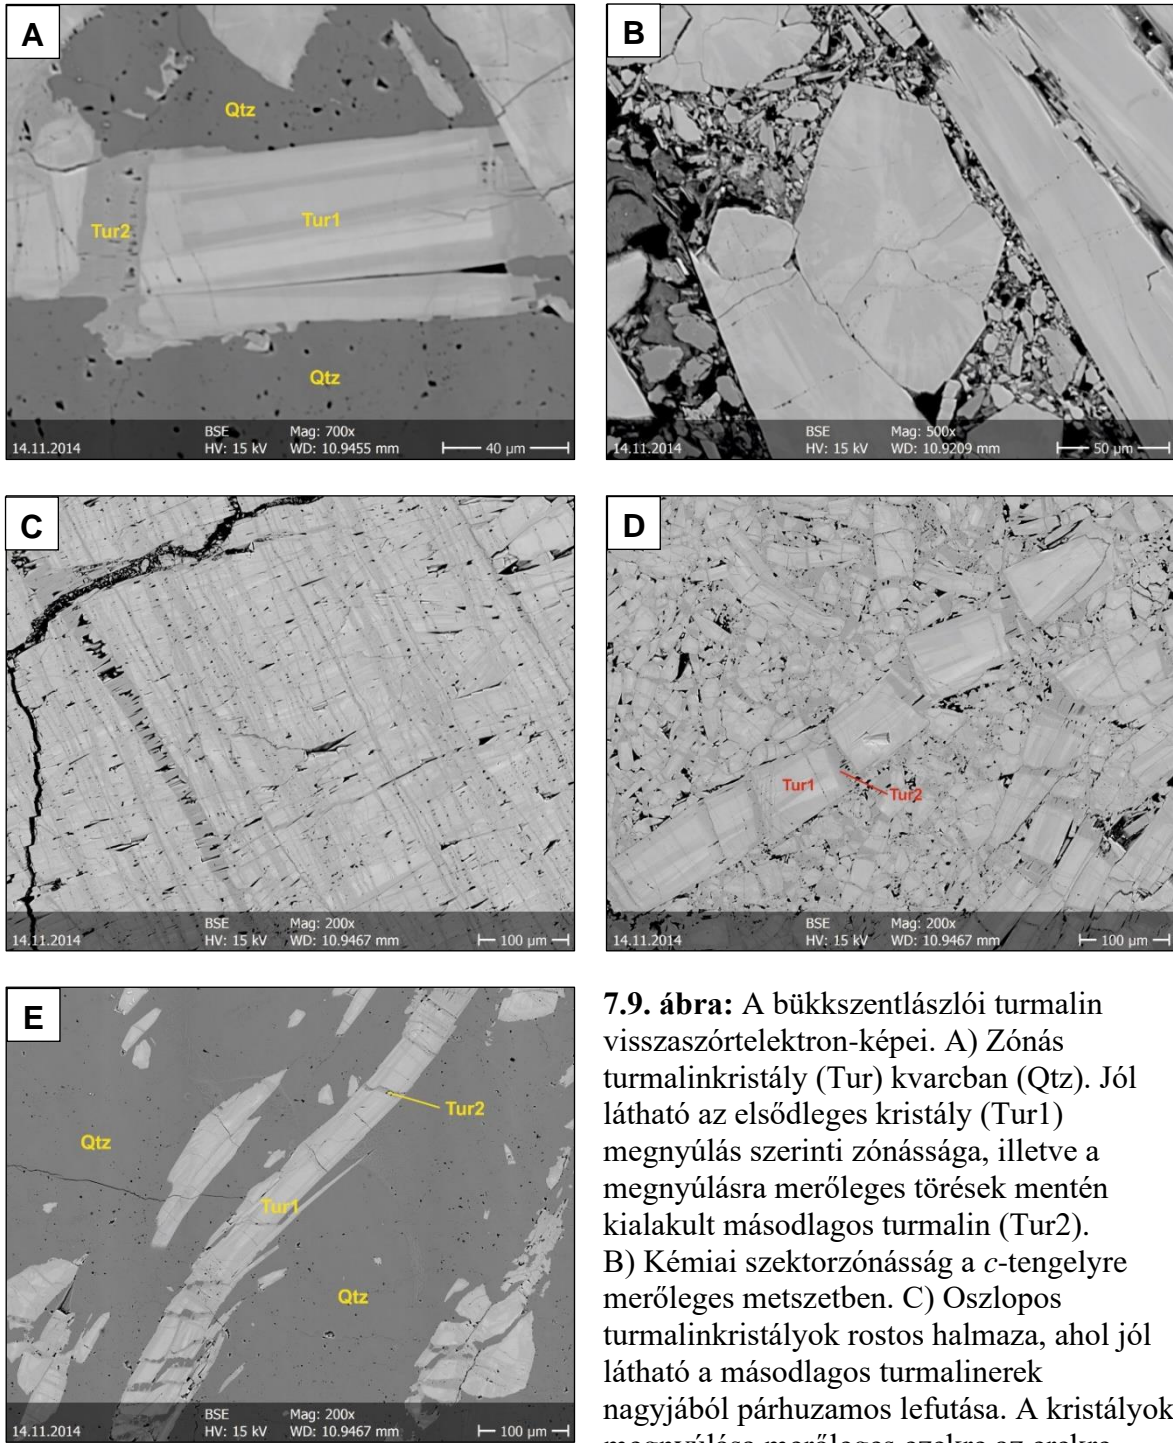 A
Qtz
Tur2
Tur1
Qtz
BSE
Mag: 700x
14.11.2014
HV: 15 kV
WD: 10.9455 mm
40 µm
B
BSE
Mag: 500x
14.11.2014
HV: 15 kV
WD: 10.9209 mm
50 µm
C
BSE
Mag: 200x
14.11.2014
HV: 15 kV
WD: 10.9467 mm
100 µm
D
Tur1
Tur2
BSE
Mag: 200x
14.11.2014
HV: 15 kV
WD: 10.9467 mm
100 µm
E
Tur2
Qtz
Tur1
Qtz
BSE
Mag: 200x
14.11.2014
HV: 15 kV
WD: 10.9467 mm
100 µm
7.9. ábra: A bükkszentlászlói turmalin
visszaszórtelektron-képei. A) Zónás
turmalinkristály (Tur) kvarcban (Qtz). Jól
látható az elsődleges kristály (Tur1)
megnyúlás szerinti zónássága, illetve a
megnyúlásra merőleges törések mentén
kialakult másodlagos turmalin (Tur2).
B) Kémiai szektorzónásság a c-tengelyre
merőleges metszetben. C) Oszlopos
turmalinkristályok rostos halmaza, ahol jól
látható a másodlagos turmalinerek
nagyjából párhuzamos lefutása. A kristályok
megnyúlása merőleges ezekre az erekre